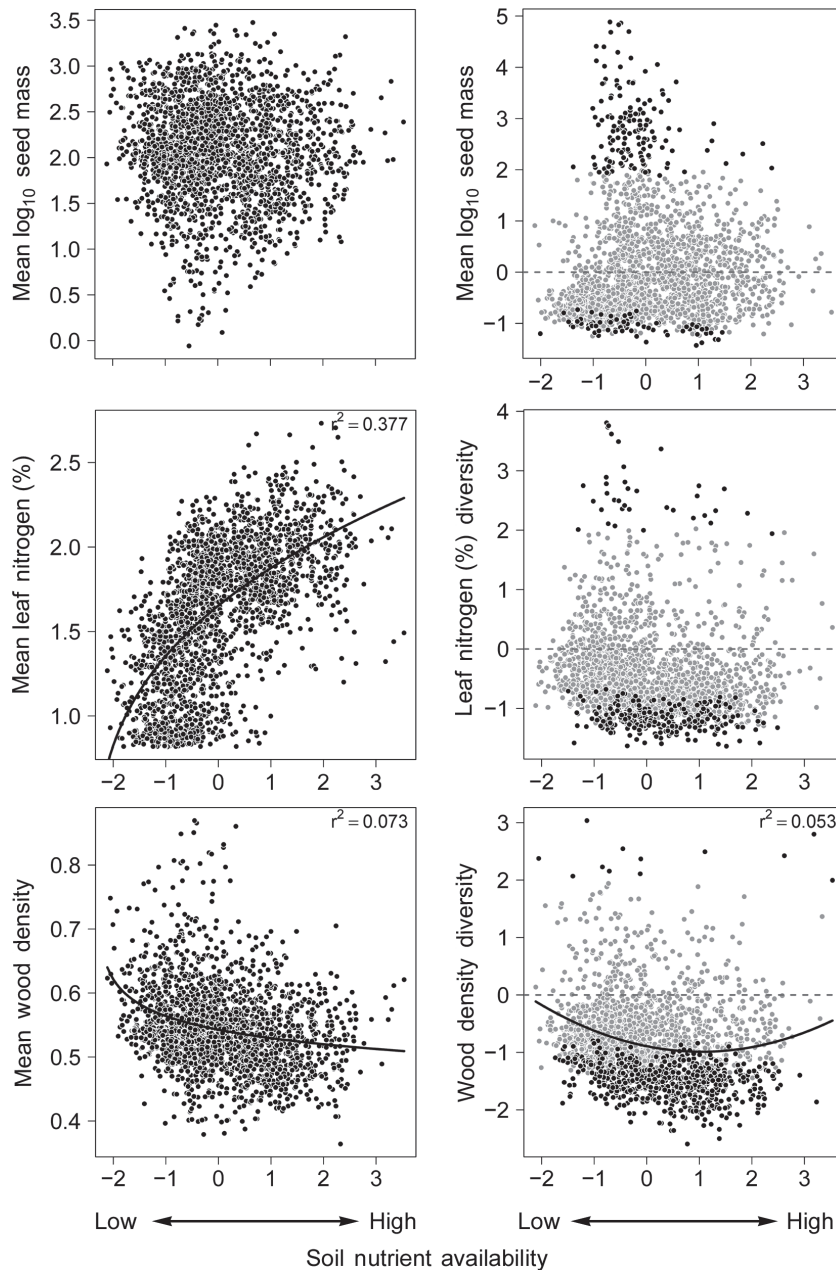 Mean log10 seed mass
3.5
3.0
2.5
2.0
1.5
1.0
0.5
0.0
Mean log10 seed mass
5
4
3
2
1
0
−1
−2 −1 0 1 2 3
Mean leaf nitrogen (%)
r2 = 0.377
2.5
2.0
1.5
1.0
−2 −1 0 1 2 3
Leaf nitrogen (%) diversity
4
3
2
1
0
−1
−2 −1 0 1 2 3
Mean wood density
r2 = 0.073
0.8
0.7
0.6
0.5
0.4
−2 −1 0 1 2 3
Wood density diversity
r2 = 0.053
3
2
1
0
−1
−2
−2 −1 0 1 2 3
Low High
Low High
Soil nutrient availability